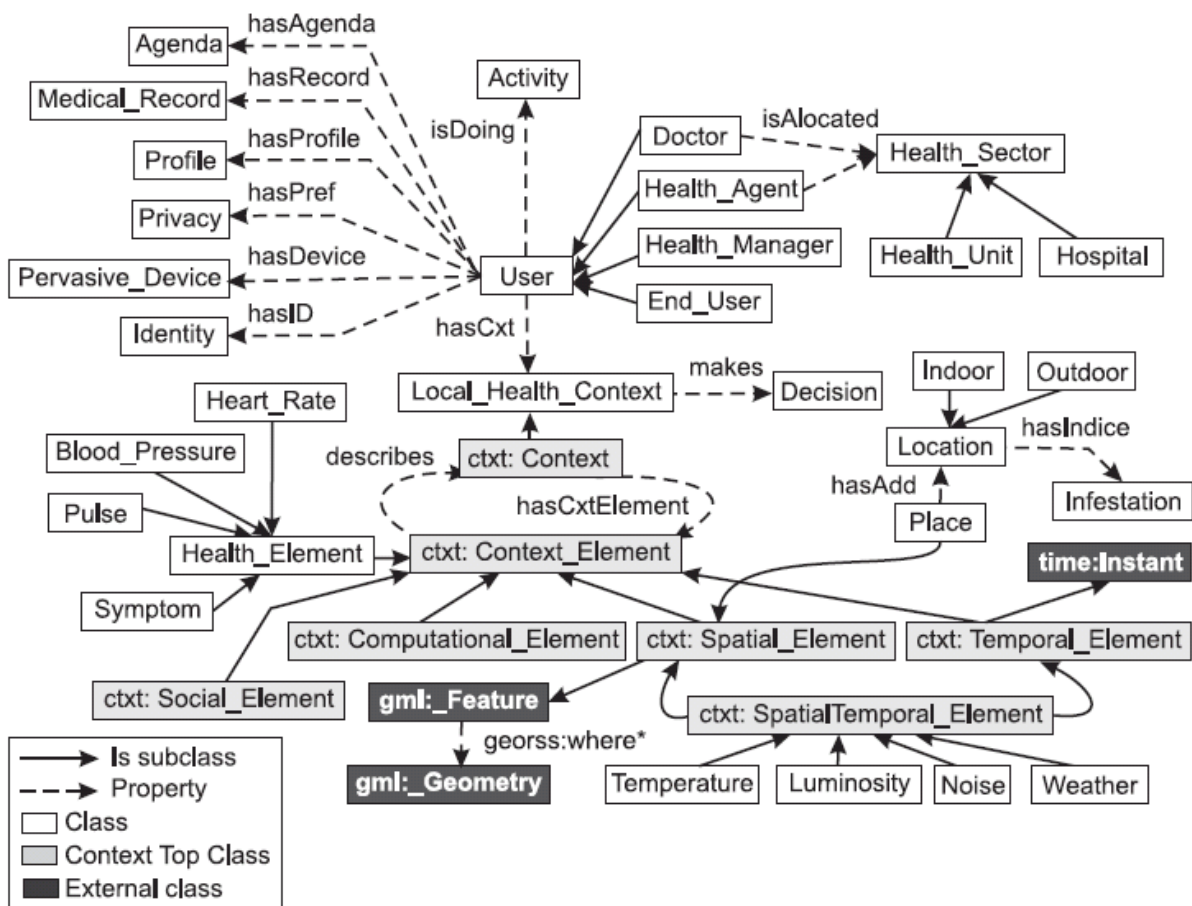 hasAgenda
Agenda
hasRecord
Medical_Record
hasProfile
Profile
hasPref
Privacy
hasDevice
Pervasive_Device
hasID
Identity
Activity
isDoing
User
hasCxt
Doctor
isAlocated
Health_Sector
Health_Agent
Health_Manager
End_User
Health_Unit
Hospital
Local_Health_Context
makes
Decision
Indoor
Outdoor
Location
hasIndice
Infestation
hasAdd
Place
Heart_Rate
Blood_Pressure
Pulse
Health_Element
Symptom
describes
ctxt: Context
hasCxtElement
ctxt: Context_Element
time:Instant
ctxt: Computational_Element
ctxt: Spatial_Element
ctxt: Temporal_Element
ctxt: Social_Element
gml:_Feature
georss:where*
gml:_Geometry
ctxt: SpatialTemporal_Element
Temperature
Luminosity
Noise
Weather
Is subclass
Property
Class
Context Top Class
External class